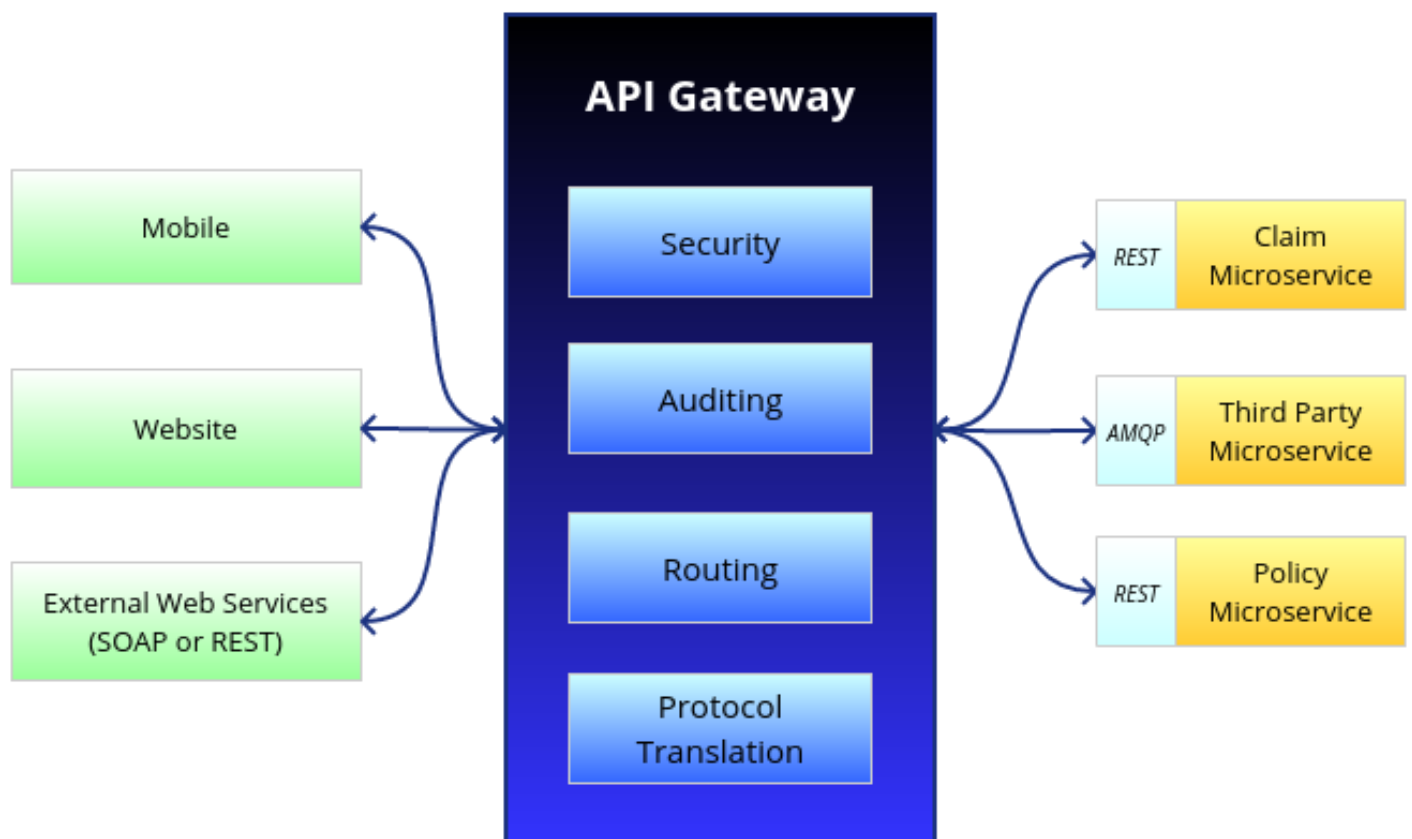 API Gateway
Mobile
Website
External Web Services
(SOAP or REST)
Security
Auditing
Routing
Protocol
Translation
REST
Claim
Microservice
AMQP
Third Party
Microservice
REST
Policy
Microservice